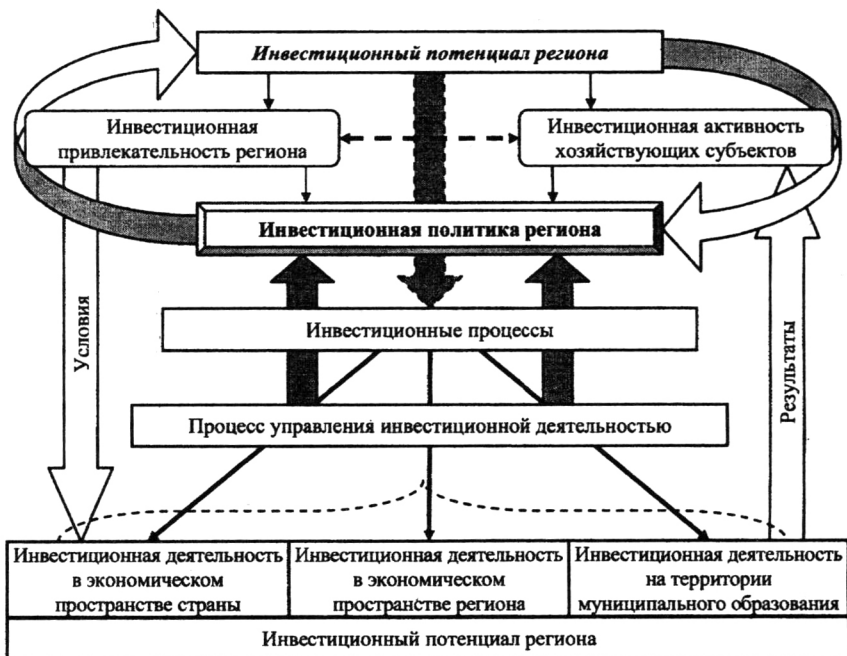 Инвестиционный потенциал региона
Инвестиционная
привлекательность региона
Инвестиционная активность
хозяйствующих субъектов
Инвестиционная политика региона
Условия
Инвестиционные процессы
Результаты
Процесс управления инвестиционной деятельностью
Инвестиционная деятельность
в экономическом
пространстве страны
Инвестиционная деятельность
в экономическом
пространстве региона
Инвестиционная деятельность
на территории
муниципального образования
Инвестиционный потенциал региона